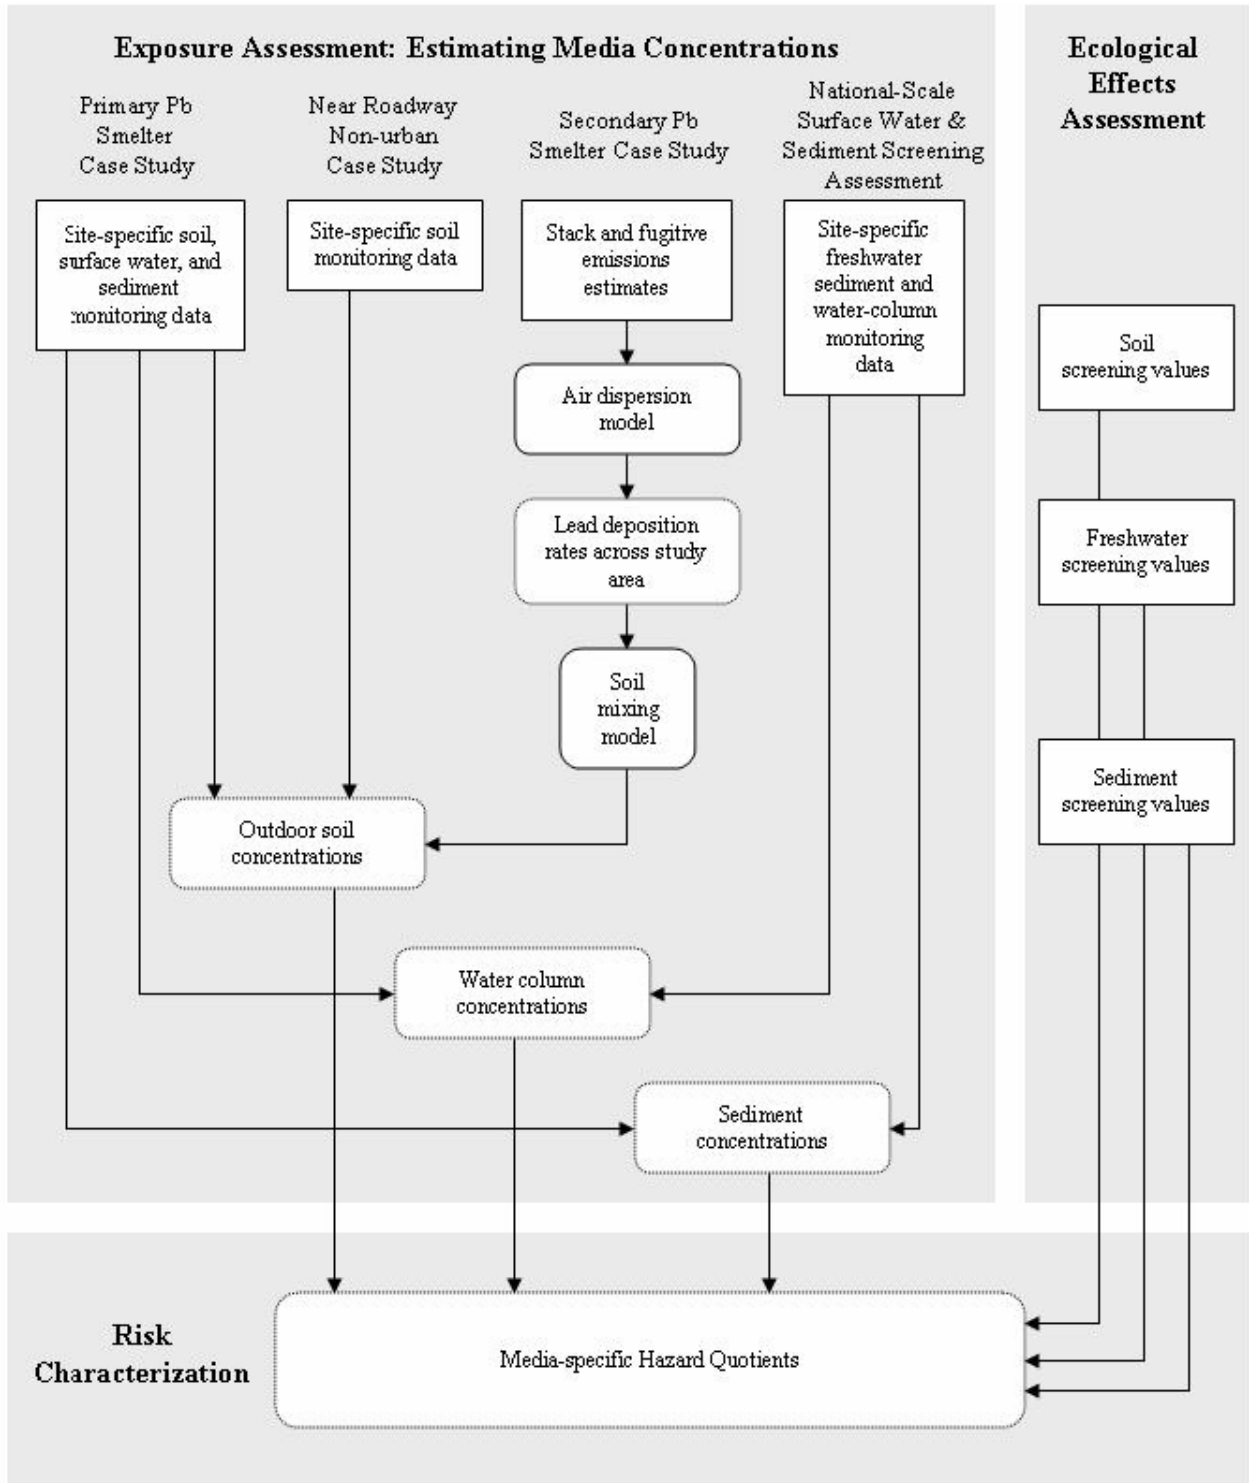 Exposure Assessment: Estimating Media Concentrations
Primary Pb
Smelter
Case Study
Near Roadway
Non-urban
Case Study
Secondary Pb
Smelter Case Study
National-Scale
Surface Water &
Sediment Screening
Assessment
Site-specific soil,
surface water, and
sediment
monitoring data
Site-specific soil
monitoring data
Stack and fugitive
emissions
estimates
Site-specific
freshwater
sediment and
water-column
monitoring
data
Air dispersion
model
Lead deposition
rates across study
area
Soil
mixing
model
Outdoor soil
concentrations
Water column
concentrations
Sediment
concentrations
Ecological
Effects
Assessment
Soil
screening values
Freshwater
screening values
Sediment
screening values
Risk
Characterization
Media-specific Hazard Quotients